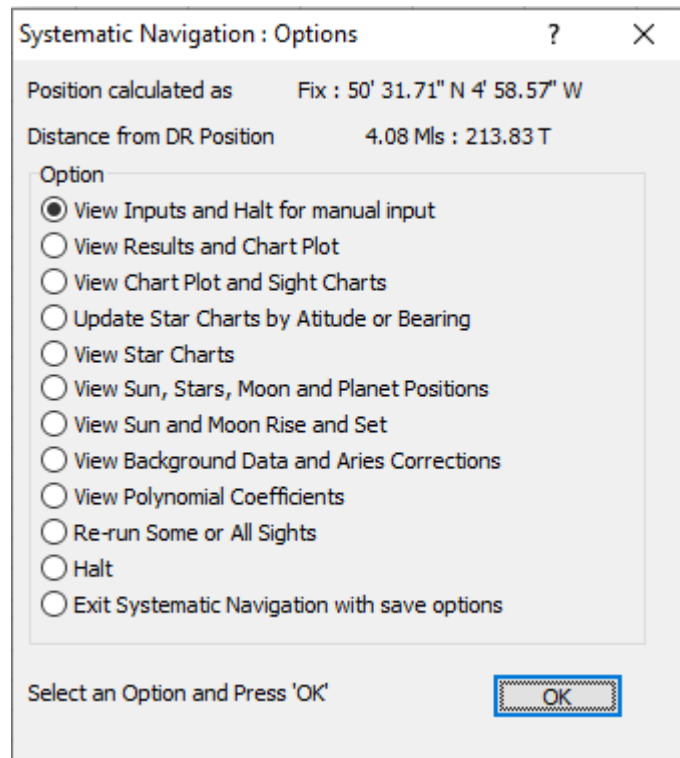 Systematic Navigation : Options ? ×
Position calculated as Fix : 50' 31.71" N 4' 58.57" W
Distance from DR Position 4.08 Mls : 213.83 T
Option
View Inputs and Halt for manual input
View Results and Chart Plot
View Chart Plot and Sight Charts
Update Star Charts by Atitude or Bearing
View Star Charts
View Sun, Stars, Moon and Planet Positions
View Sun and Moon Rise and Set
View Background Data and Aries Corrections
View Polynomial Coefficients
Re-run Some or All Sights
Halt
Exit Systematic Navigation with save options
Select an Option and Press 'OK' OK